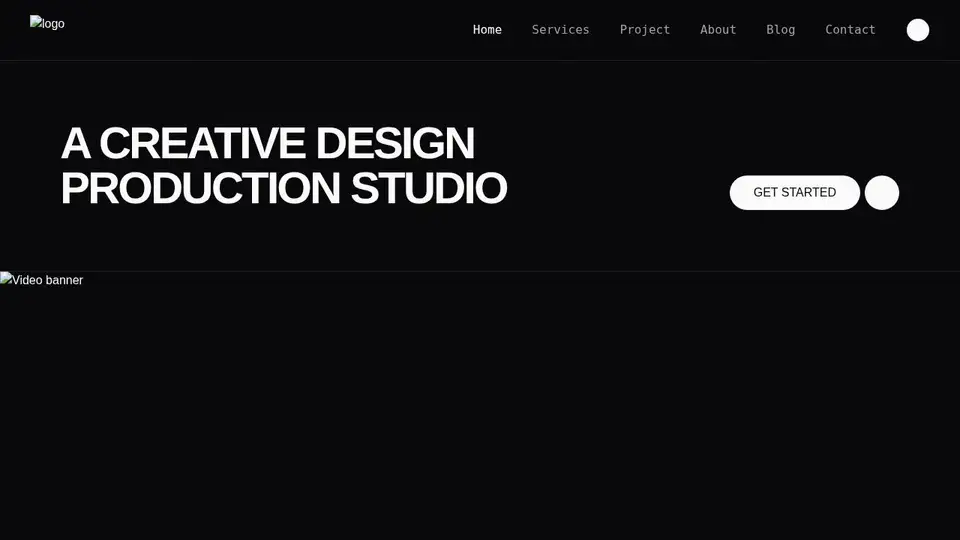 logo
Home Services Project About Blog Contact
A CREATIVE DESIGN
PRODUCTION STUDIO
GET STARTED
Video banner